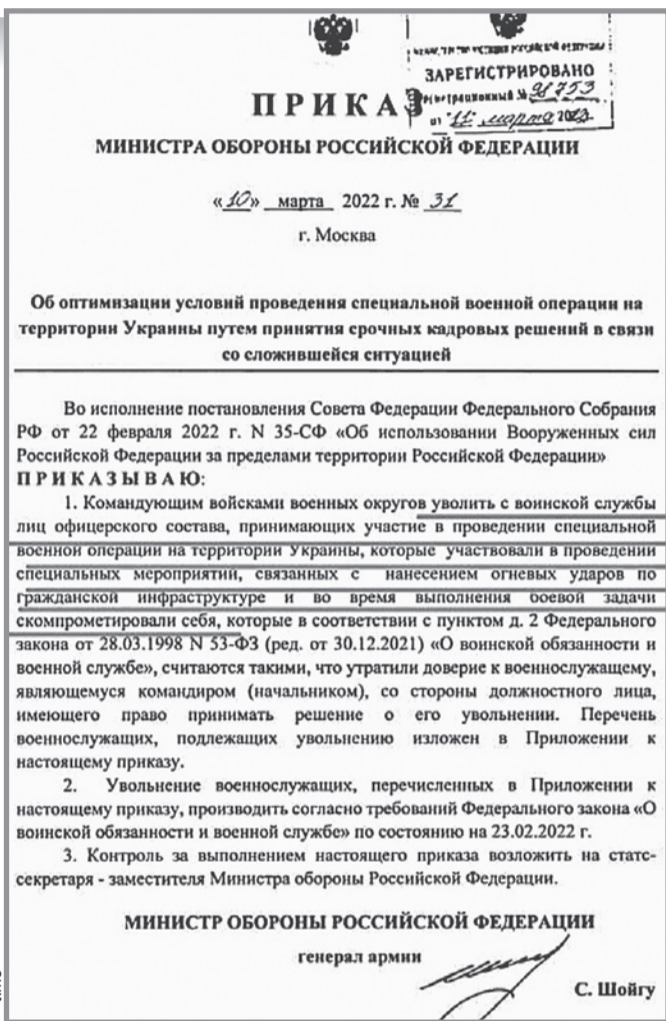 ЗАРЕГИСТРИРОВАНО
Регистрационный № 98753
от "11" марта 2022
ПРИКАЗ
МИНИСТРА ОБОРОНЫ РОССИЙСКОЙ ФЕДЕРАЦИИ
«10» марта 2022 г. № 31
г. Москва
Об оптимизации условий проведения специальной военной операции на
территории Украины путем принятия срочных кадровых решений в связи
со сложившейся ситуацией
Во исполнение постановления Совета Федерации Федерального Собрания
РФ от 22 февраля 2022 г. N 35-СФ «Об использовании Вооруженных сил
Российской Федерации за пределами территории Российской Федерации»
ПРИКАЗЫВАЮ:
1. Командующим войсками военных округов уволить с воинской службы
лиц офицерского состава, принимающих участие в проведении специальной
военной операции на территории Украины, которые участвовали в проведении
специальных мероприятий, связанных с нанесением огневых ударов по
гражданской инфраструктуре и во время выполнения боевой задачи
скомпрометировали себя, которые в соответствии с пунктом д. 2 Федерального
закона от 28.03.1998 N 53-ФЗ (ред. от 30.12.2021) «О воинской обязанности и
военной службе», считаются такими, что утратили доверие к военнослужащему,
являющемуся командиром (начальником), со стороны должностного лица,
имеющего право принимать решение о его увольнении. Перечень
военнослужащих, подлежащих увольнению изложен в Приложении к
настоящему приказу.
2. Увольнение военнослужащих, перечисленных в Приложении к
настоящему приказу, производить согласно требований Федерального закона «О
воинской обязанности и военной службе» по состоянию на 23.02.2022 г.
3. Контроль за выполнением настоящего приказа возложить на статс-
секретаря - заместителя Министра обороны Российской Федерации.
МИНИСТР ОБОРОНЫ РОССИЙСКОЙ ФЕДЕРАЦИИ
генерал армии
С. Шойгу